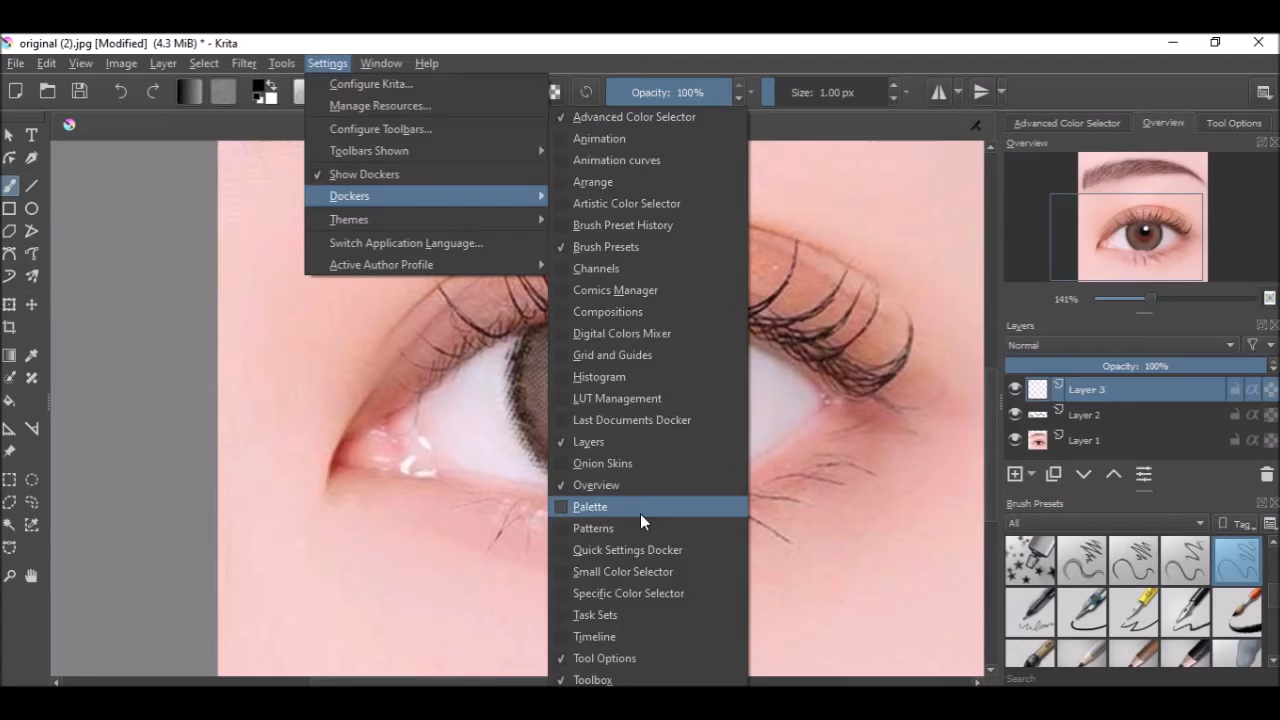 original (2).jpg [Modified] (4.3 MiB) * - Krita
File Edit View Image Layer Select Filter Tools Settings Window Help
Opacity: 100%
Size: 1.00 px
Configure Krita...
Manage Resources...
Configure Toolbars...
Toolbars Shown
Show Dockers
Dockers
Themes
Switch Application Language...
Active Author Profile
Advanced Color Selector
Animation
Animation curves
Arrange
Artistic Color Selector
Brush Preset History
Brush Presets
Channels
Comics Manager
Compositions
Digital Colors Mixer
Grid and Guides
Histogram
LUT Management
Last Documents Docker
Layers
Onion Skins
Overview
Palette
Patterns
Quick Settings Docker
Small Color Selector
Specific Color Selector
Task Sets
Timeline
Tool Options
Toolbox
Advanced Color Selector Overview Tool Options
Overview
141%
Layers
Normal
Opacity: 100%
Layer 3
Layer 2
Layer 1
Brush Presets
All
Tag
Search